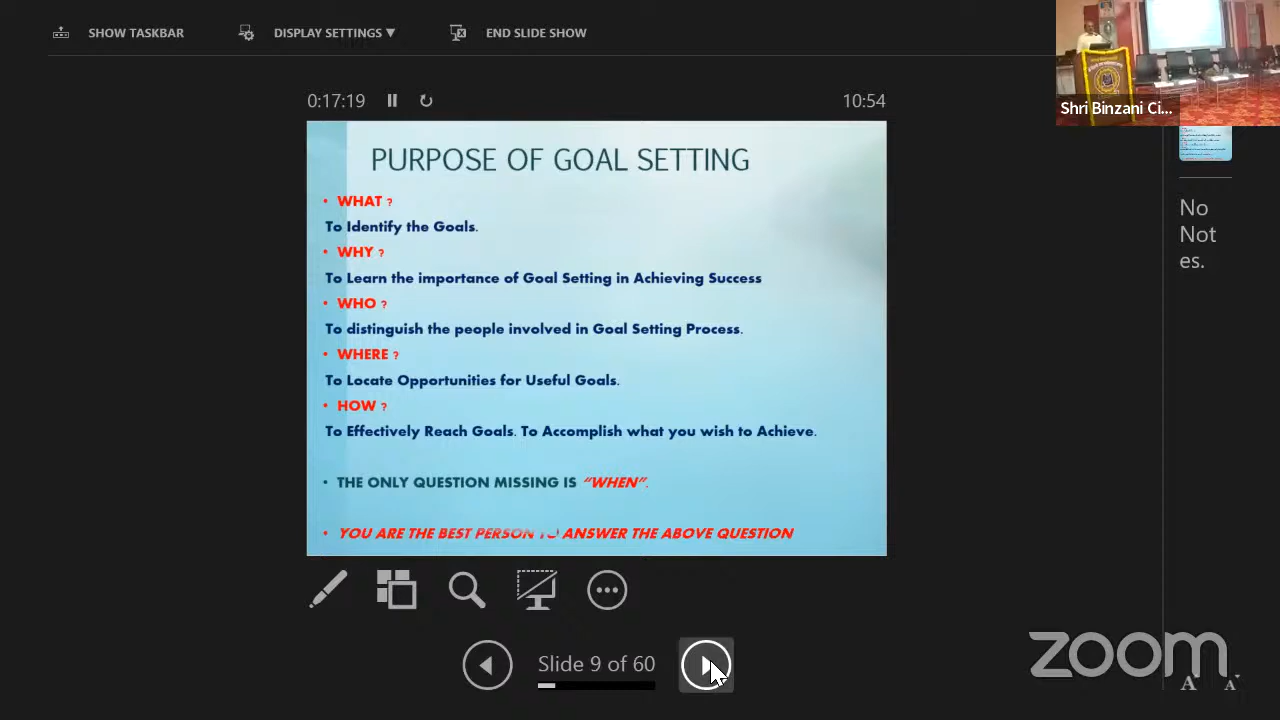 SHOW TASKBAR
DISPLAY SETTINGS ▼
END SLIDE SHOW
Shri Binzani Ci...
0:17:19
10:54
PURPOSE OF GOAL SETTING
• WHAT ?
To Identify the Goals.
• WHY ?
To Learn the importance of Goal Setting in Achieving Success
• WHO ?
To distinguish the people involved in Goal Setting Process.
• WHERE ?
To Locate Opportunities for Useful Goals.
• HOW ?
To Effectively Reach Goals. To Accomplish what you wish to Achieve.
• THE ONLY QUESTION MISSING IS “WHEN”.
• YOU ARE THE BEST PERSON TO ANSWER THE ABOVE QUESTION
No
Not
es.
Slide 9 of 60
zoom
A A